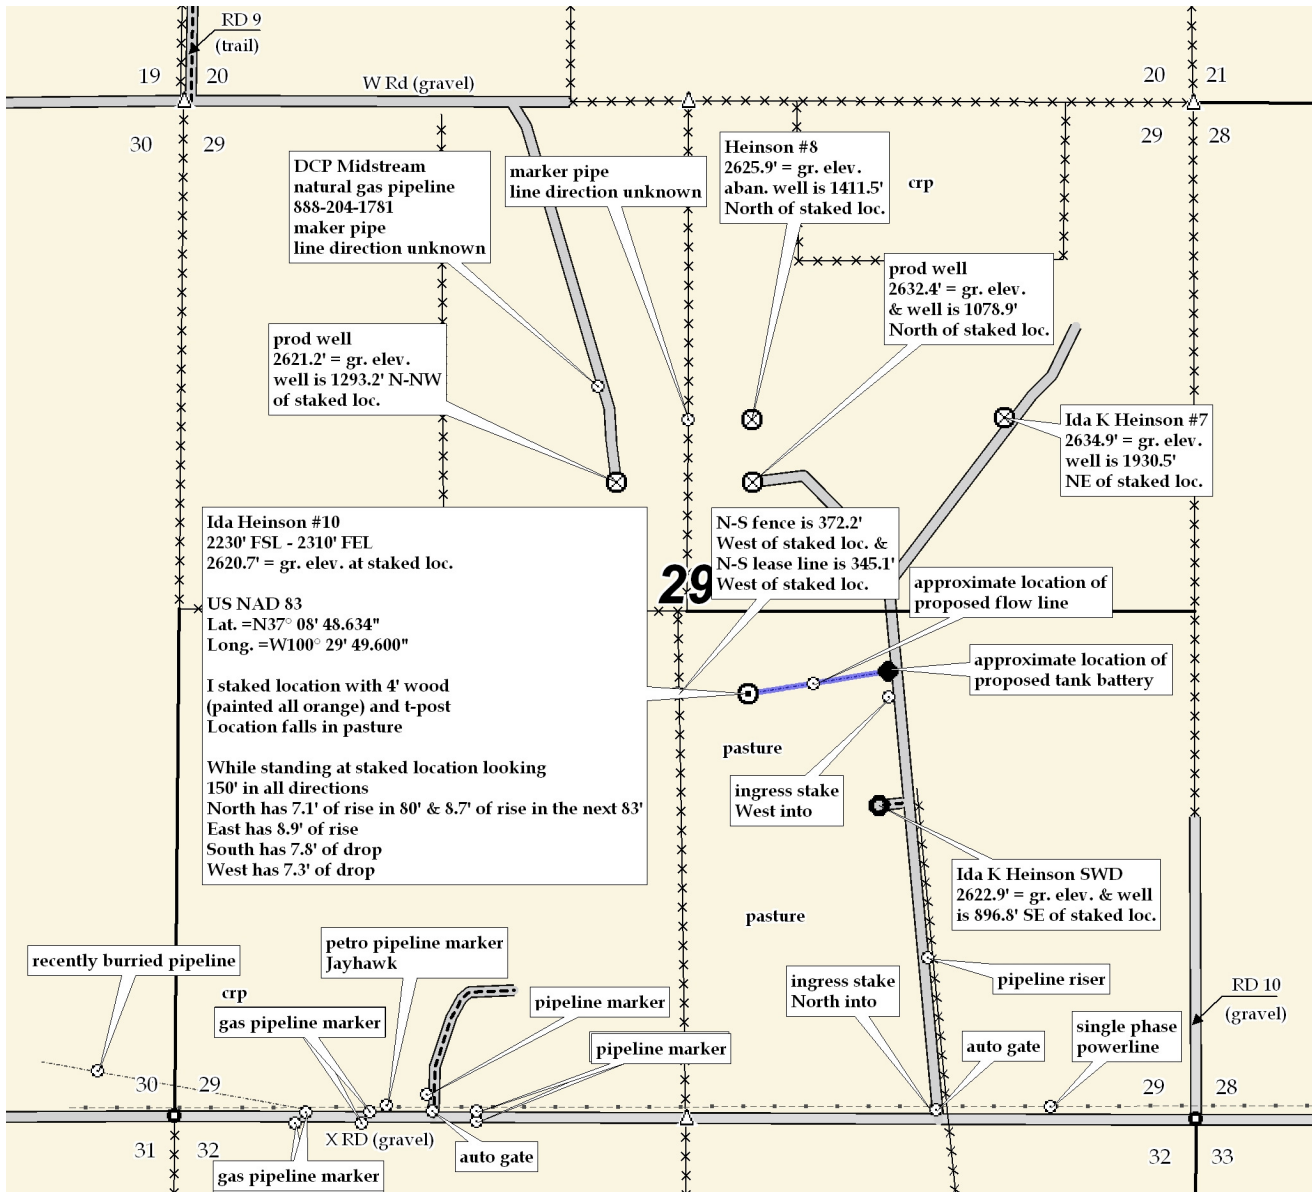 RD 9
(trail)
19
20
W Rd (gravel)
20
21
30
29
29
28
DCP Midstream
natural gas pipeline
888-204-1781
maker pipe
line direction unknown
marker pipe
line direction unknown
Heinson #8
2625.9' = gr. elev.
aban. well is 1411.5'
North of staked loc.
crp
prod well
2632.4' = gr. elev.
& well is 1078.9'
North of staked loc.
prod well
2621.2' = gr. elev.
well is 1293.2' N-NW
of staked loc.
Ida K Heinson #7
2634.9' = gr. elev.
well is 1930.5'
NE of staked loc.
Ida Heinson #10
2230' FSL - 2310' FEL
2620.7' = gr. elev. at staked loc.
US NAD 83
Lat. =N37° 08' 48.634"
Long. =W100° 29' 49.600"
I staked location with 4' wood
(painted all orange) and t-post
Location falls in pasture
While standing at staked location looking
150' in all directions
North has 7.1' of rise in 80' & 8.7' of rise in the next 83'
East has 8.9' of rise
South has 7.8' of drop
West has 7.3' of drop
N-S fence is 372.2'
West of staked loc. &
N-S lease line is 345.1'
West of staked loc.
29
approximate location of
proposed flow line
approximate location of
proposed tank battery
pasture
ingress stake
West into
Ida K Heinson SWD
2622.9' = gr. elev. & well
is 896.8' SE of staked loc.
pasture
recently burried pipeline
petro pipeline marker
Jayhawk
crp
gas pipeline marker
pipeline marker
pipeline marker
ingress stake
North into
pipeline riser
auto gate
single phase
powerline
RD 10
(gravel)
30
29
29
28
31
32
X RD (gravel)
auto gate
gas pipeline marker
32
33